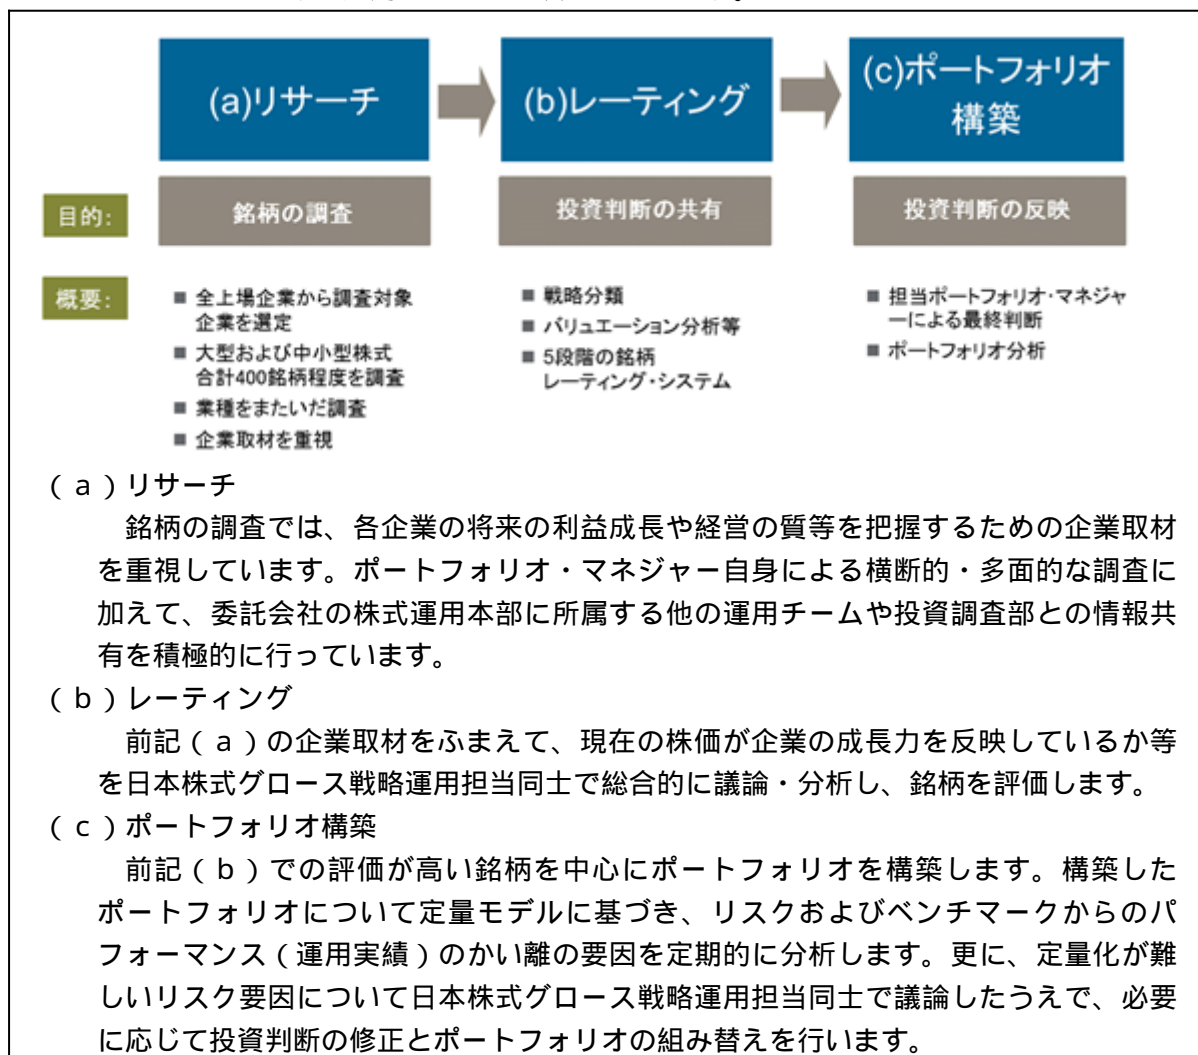 (a)リサーチ
(b)レーティング
(c)ポートフォリオ
構築
目的:
銘柄の調査
投資判断の共有
投資判断の反映
概要:
■ 全上場企業から調査対象
企業を選定
■ 大型および中小型株式
合計400銘柄程度を調査
■ 業種をまたいだ調査
■ 企業取材を重視
■ 戦略分類
■ バリュエーション分析等
■ 5段階の銘柄
レーティング・システム
■ 担当ポートフォリオ・マネジャ
ーによる最終判断
■ ポートフォリオ分析
(a)リサーチ
銘柄の調査では、各企業の将来の利益成長や経営の質等を把握するための企業取材
を重視しています。ポートフォリオ・マネジャー自身による横断的・多面的な調査に
加えて、委託会社の株式運用本部に所属する他の運用チームや投資調査部との情報共
有を積極的に行っています。
(b)レーティング
前記(a)の企業取材をふまえて、現在の株価が企業の成長力を反映しているか等
を日本株式グロース戦略運用担当同士で総合的に議論・分析し、銘柄を評価します。
(c)ポートフォリオ構築
前記(b)での評価が高い銘柄を中心にポートフォリオを構築します。構築した
ポートフォリオについて定量モデルに基づき、リスクおよびベンチマークからのパ
フォーマンス(運用実績)のかい離の要因を定期的に分析します。更に、定量化が難
しいリスク要因について日本株式グロース戦略運用担当同士で議論したうえで、必要
に応じて投資判断の修正とポートフォリオの組み替えを行います。